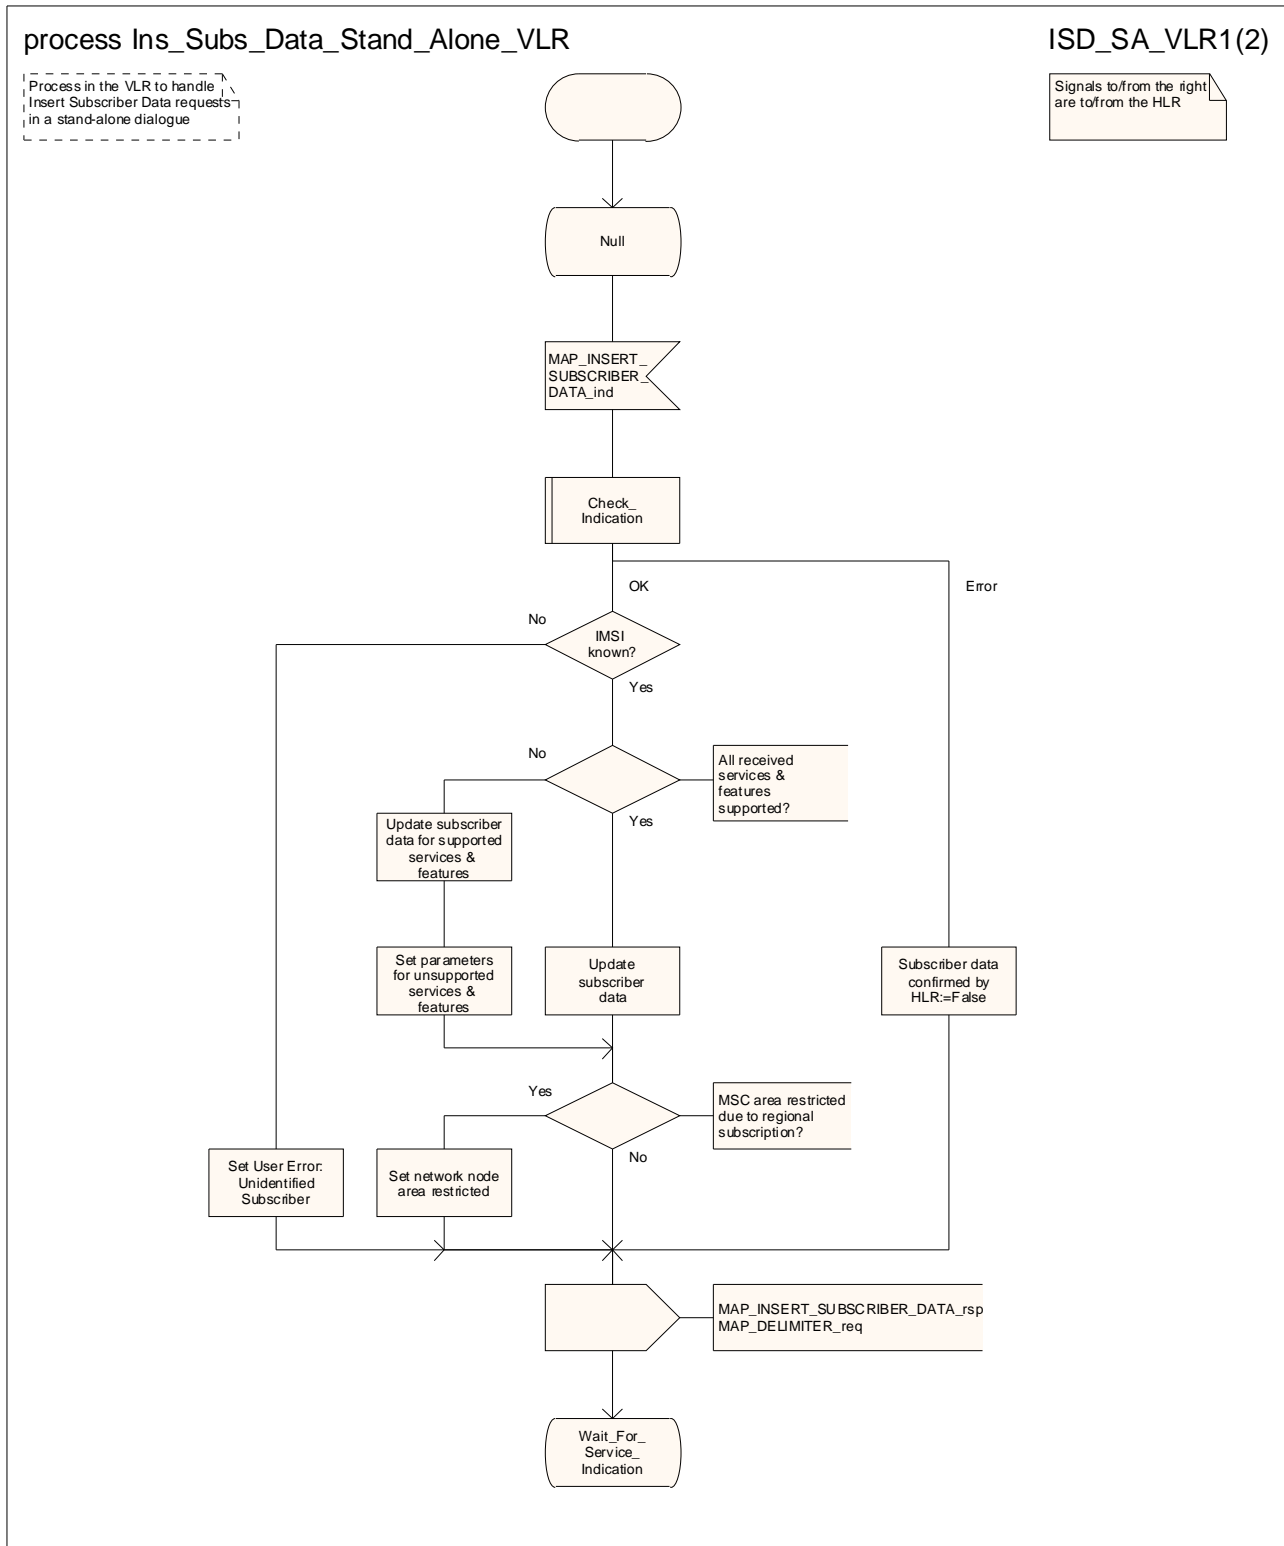 process Ins_Subs_Data_Stand_Alone_VLR
ISD_SA_VLR1(2)
Process in the VLR to handle
Insert Subscriber Data requests
in a stand-alone dialogue
Signals to/from the right
are to/from the HLR
Null
MAP_INSERT_
SUBSCRIBER_
DATA_ind
Check_
Indication
OK
Error
No
IMSI
known?
Yes
No
All received
services &
features
supported?
Yes
Update subscriber
data for supported
services &
features
Set parameters
for unsupported
services &
features
Update
subscriber
data
Subscriber data
confirmed by
HLR:=False
Yes
MSC area restricted
due to regional
subscription?
No
Set User Error:
Unidentified
Subscriber
Set network node
area restricted
MAP_INSERT_SUBSCRIBER_DATA_rsp
MAP_DELIMITER_req
Wait_For_
Service_
Indication